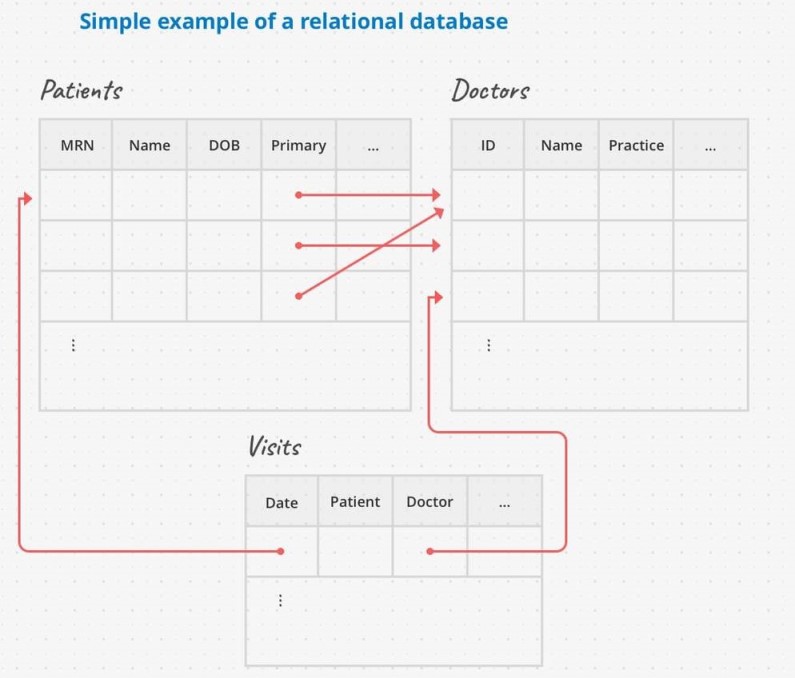 Simple example of a relational database
Patients
MRN Name DOB Primary ...
⋮
Doctors
ID Name Practice ...
⋮
Visits
Date Patient Doctor ...
⋮